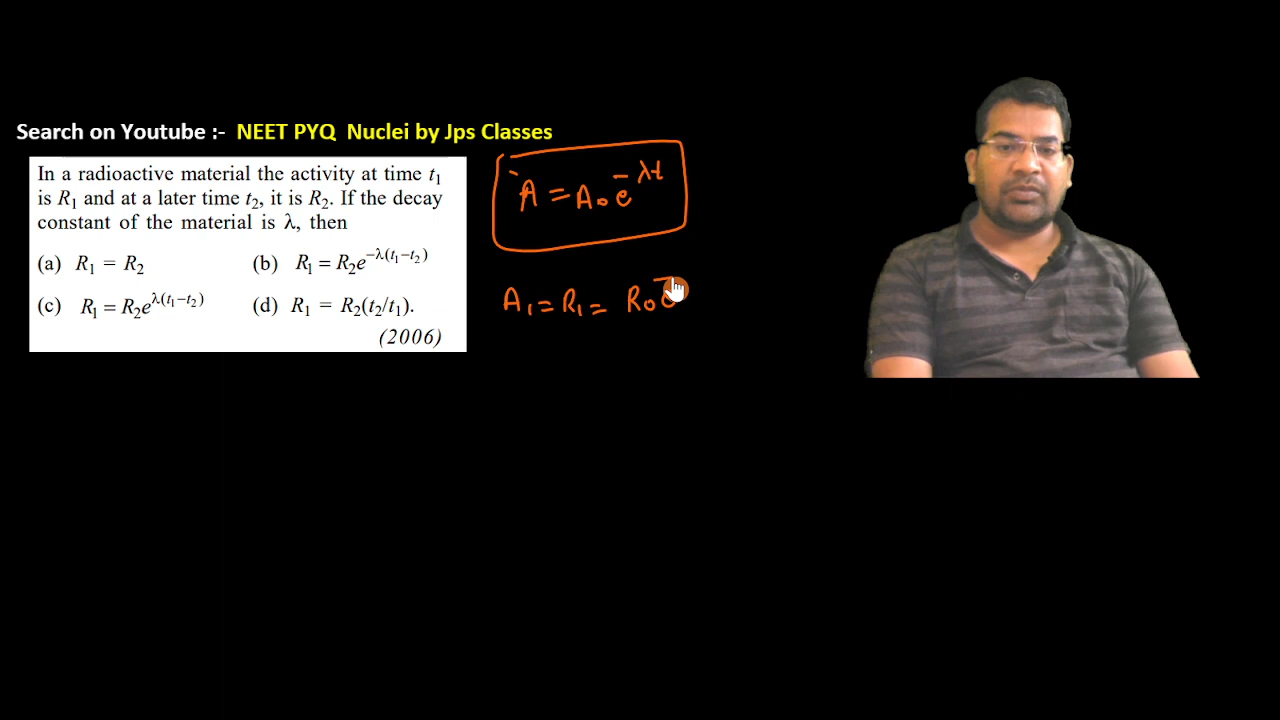 Search on Youtube :-  NEET PYQ  Nuclei by Jps Classes
In a radioactive material the activity at time t₁
is R₁ and at a later time t₂, it is R₂. If the decay
constant of the material is λ, then
(a) R₁ = R₂ (b) R₁ = R₂e^{−λ(t₁−t₂)}
(c) R₁ = R₂e^{λ(t₁−t₂)} (d) R₁ = R₂(t₂/t₁).
(2006)
A = A₀e^{−λt}
A₁ = R₁ = R₀e⁻